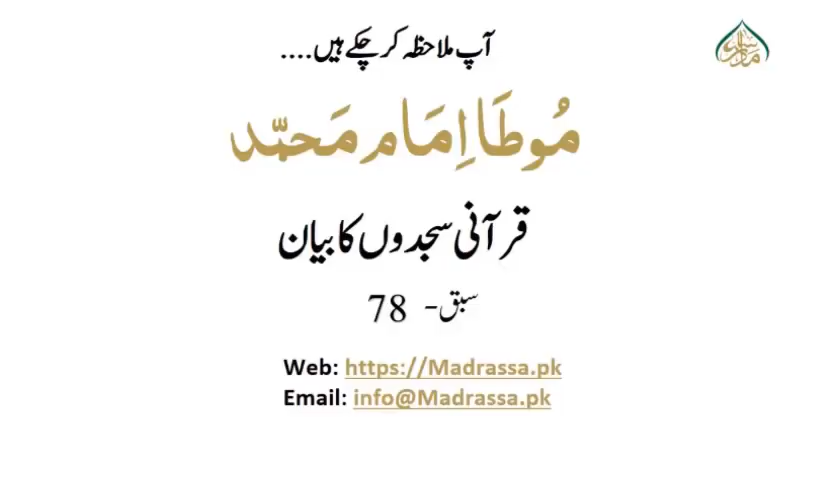 آپ ملاحظہ کر چکے ہیں....
مُوطَا اِمَام مَحمّد
قرآنی سجدوں کا بیان
سبق- 78
Web: https://Madrassa.pk
Email: info@Madrassa.pk